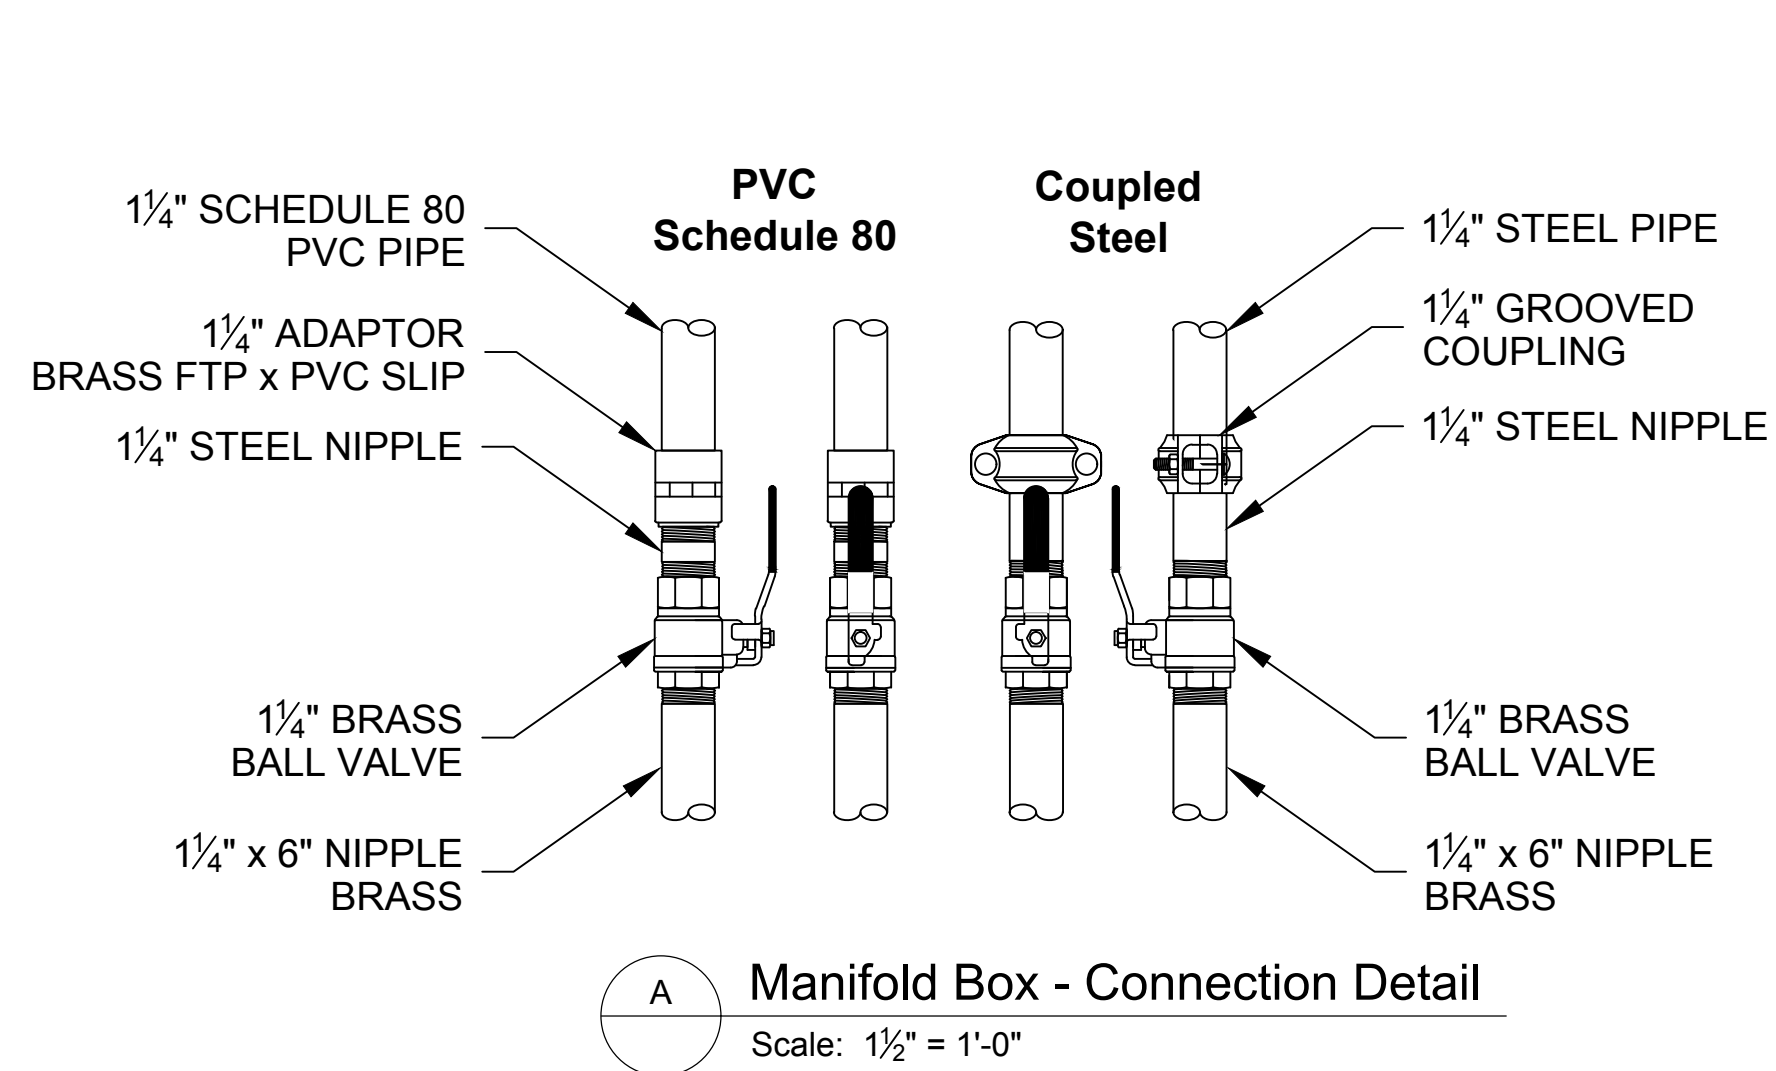 PVC
Schedule 80
Coupled
Steel
1¼" SCHEDULE 80
PVC PIPE
1¼" ADAPTOR
BRASS FTP x PVC SLIP
1¼" STEEL NIPPLE
1¼" BRASS
BALL VALVE
1¼" x 6" NIPPLE
BRASS
1¼" STEEL PIPE
1¼" GROOVED
COUPLING
1¼" STEEL NIPPLE
1¼" BRASS
BALL VALVE
1¼" x 6" NIPPLE
BRASS
A
Manifold Box - Connection Detail
Scale: 1½" = 1'-0"